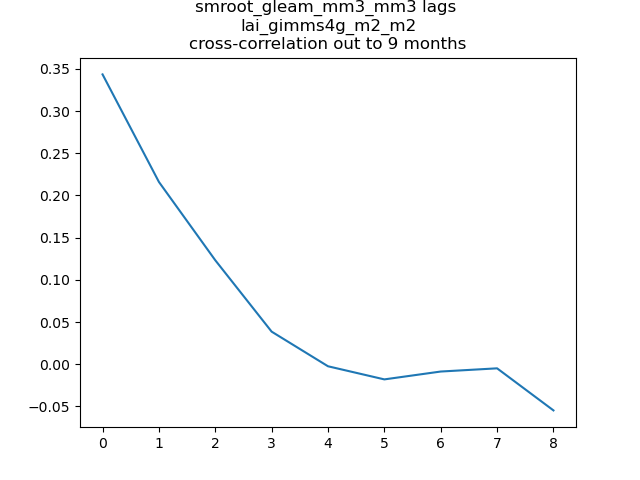 smroot_gleam_mm3_mm3 lags
lai_gimms4g_m2_m2
cross-correlation out to 9 months
0.35
0.30
0.25
0.20
0.15
0.10
0.05
0.00
−0.05
0 1 2 3 4 5 6 7 8